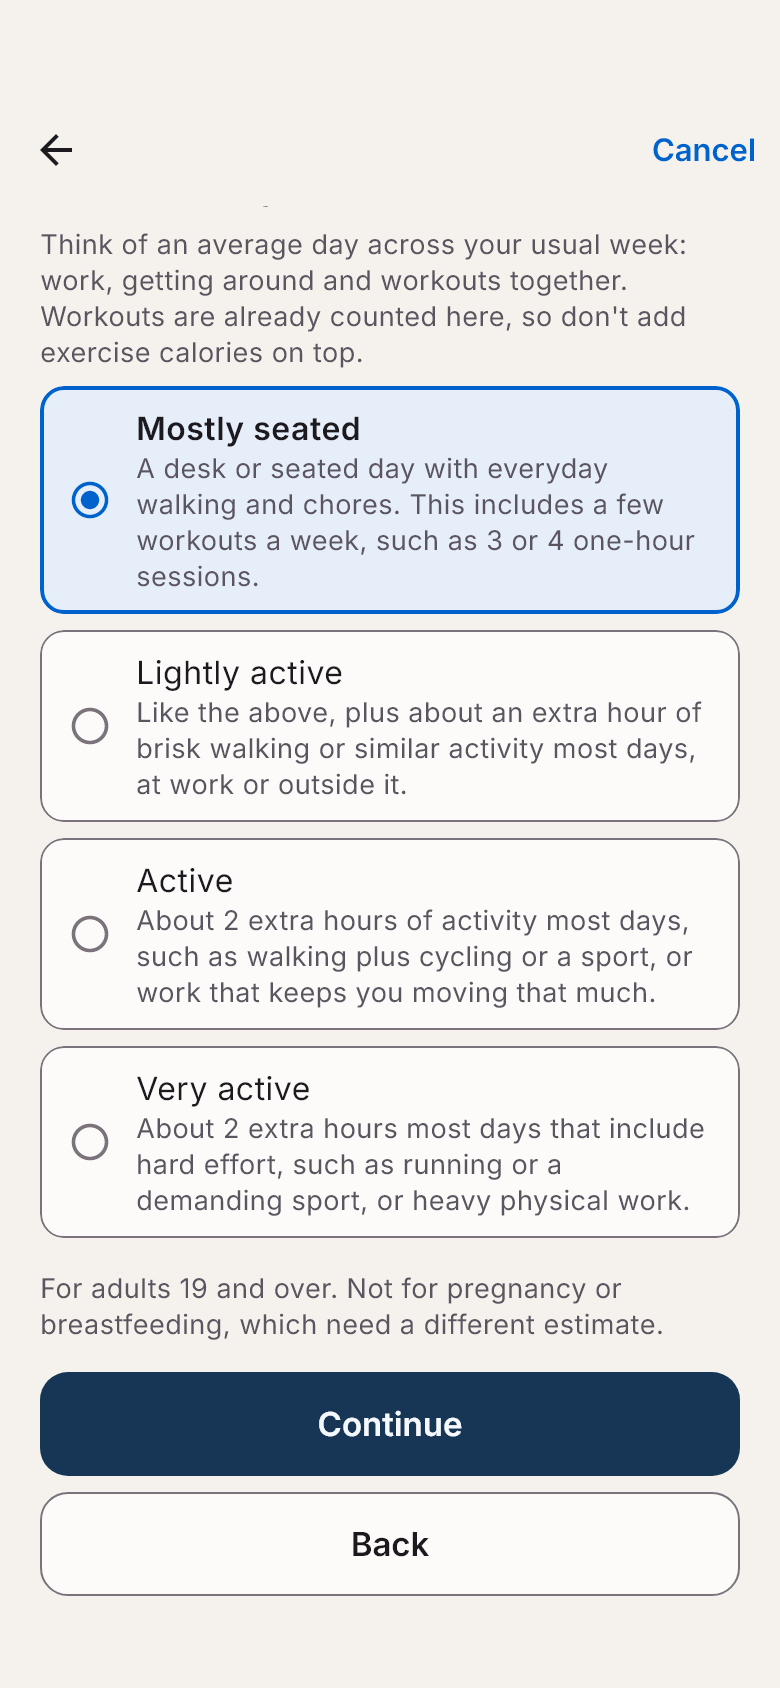 Cancel
Think of an average day across your usual week:
work, getting around and workouts together.
Workouts are already counted here, so don't add
exercise calories on top.
Mostly seated
A desk or seated day with everyday
walking and chores. This includes a few
workouts a week, such as 3 or 4 one-hour
sessions.
Lightly active
Like the above, plus about an extra hour of
brisk walking or similar activity most days,
at work or outside it.
Active
About 2 extra hours of activity most days,
such as walking plus cycling or a sport, or
work that keeps you moving that much.
Very active
About 2 extra hours most days that include
hard effort, such as running or a
demanding sport, or heavy physical work.
For adults 19 and over. Not for pregnancy or
breastfeeding, which need a different estimate.
Continue
Back